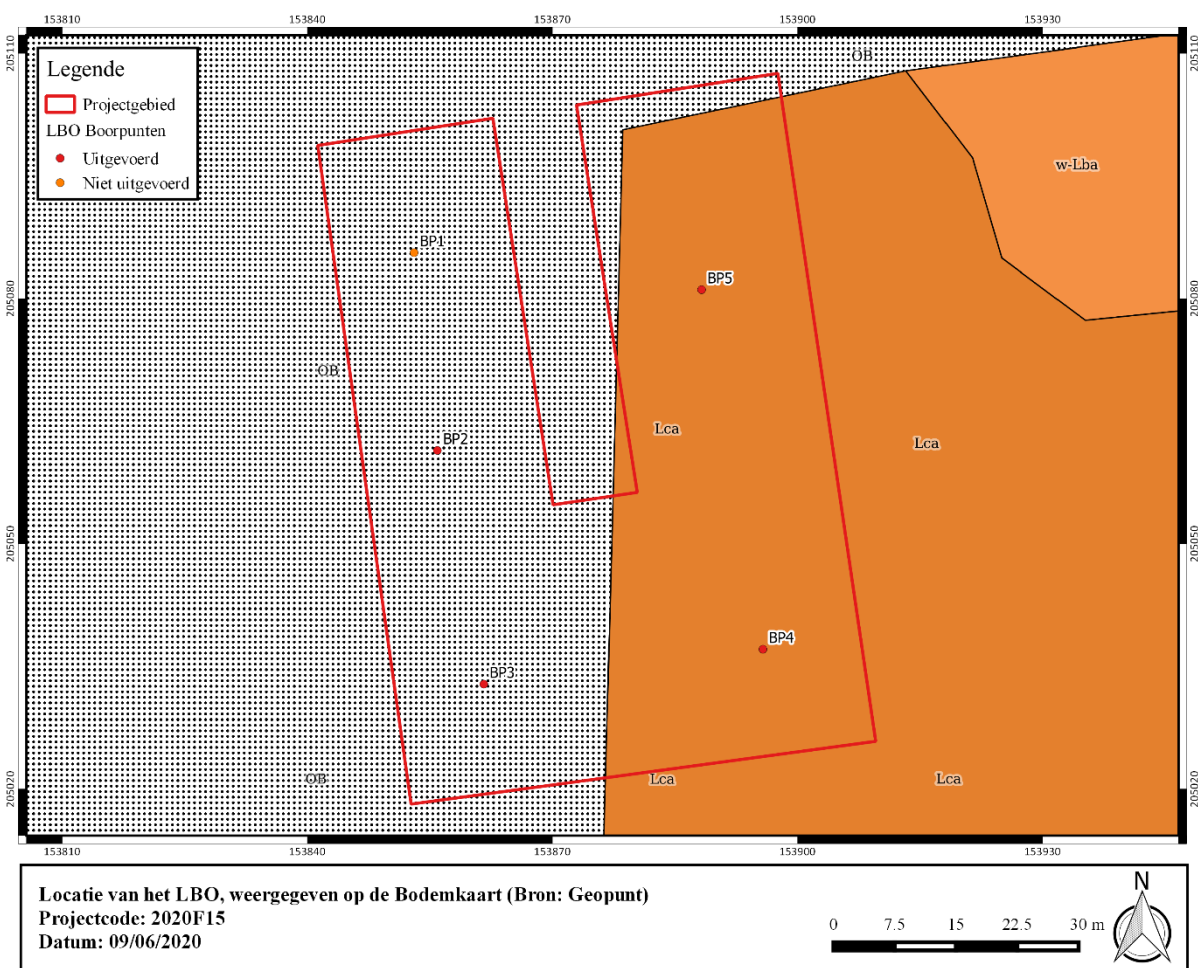 153810 153840 153870 153900 153930
205110 205110
OB
Legende
Projectgebied
LBO Boorpunten
Uitgevoerd
Niet uitgevoerd
w-Lba
BP1
BP5
205080 205080
OB
BP2
Lca
Lca
205050 205050
BP4
BP3
OB
Lca
Lca
205020 205020
153810 153840 153870 153900 153930
Locatie van het LBO, weergegeven op de Bodemkaart (Bron: Geopunt)
Projectcode: 2020F15
Datum: 09/06/2020
N
0 7.5 15 22.5 30 m